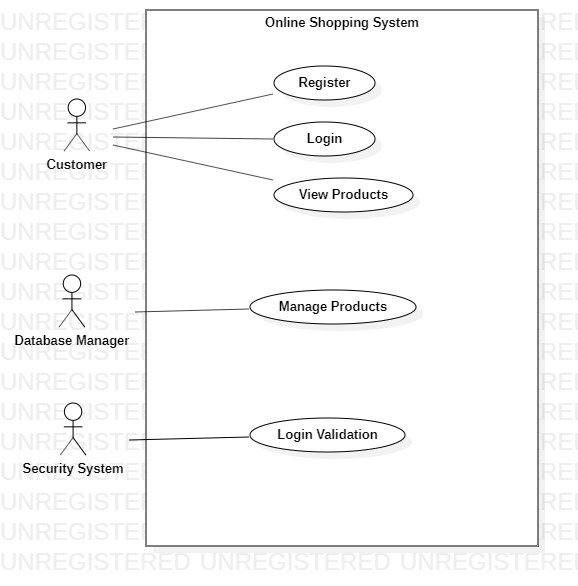 Online Shopping System
Register
Login
View Products
Customer
Manage Products
Database Manager
Login Validation
Security System
UNREGISTERED UNREGISTERED UNREGISTERED